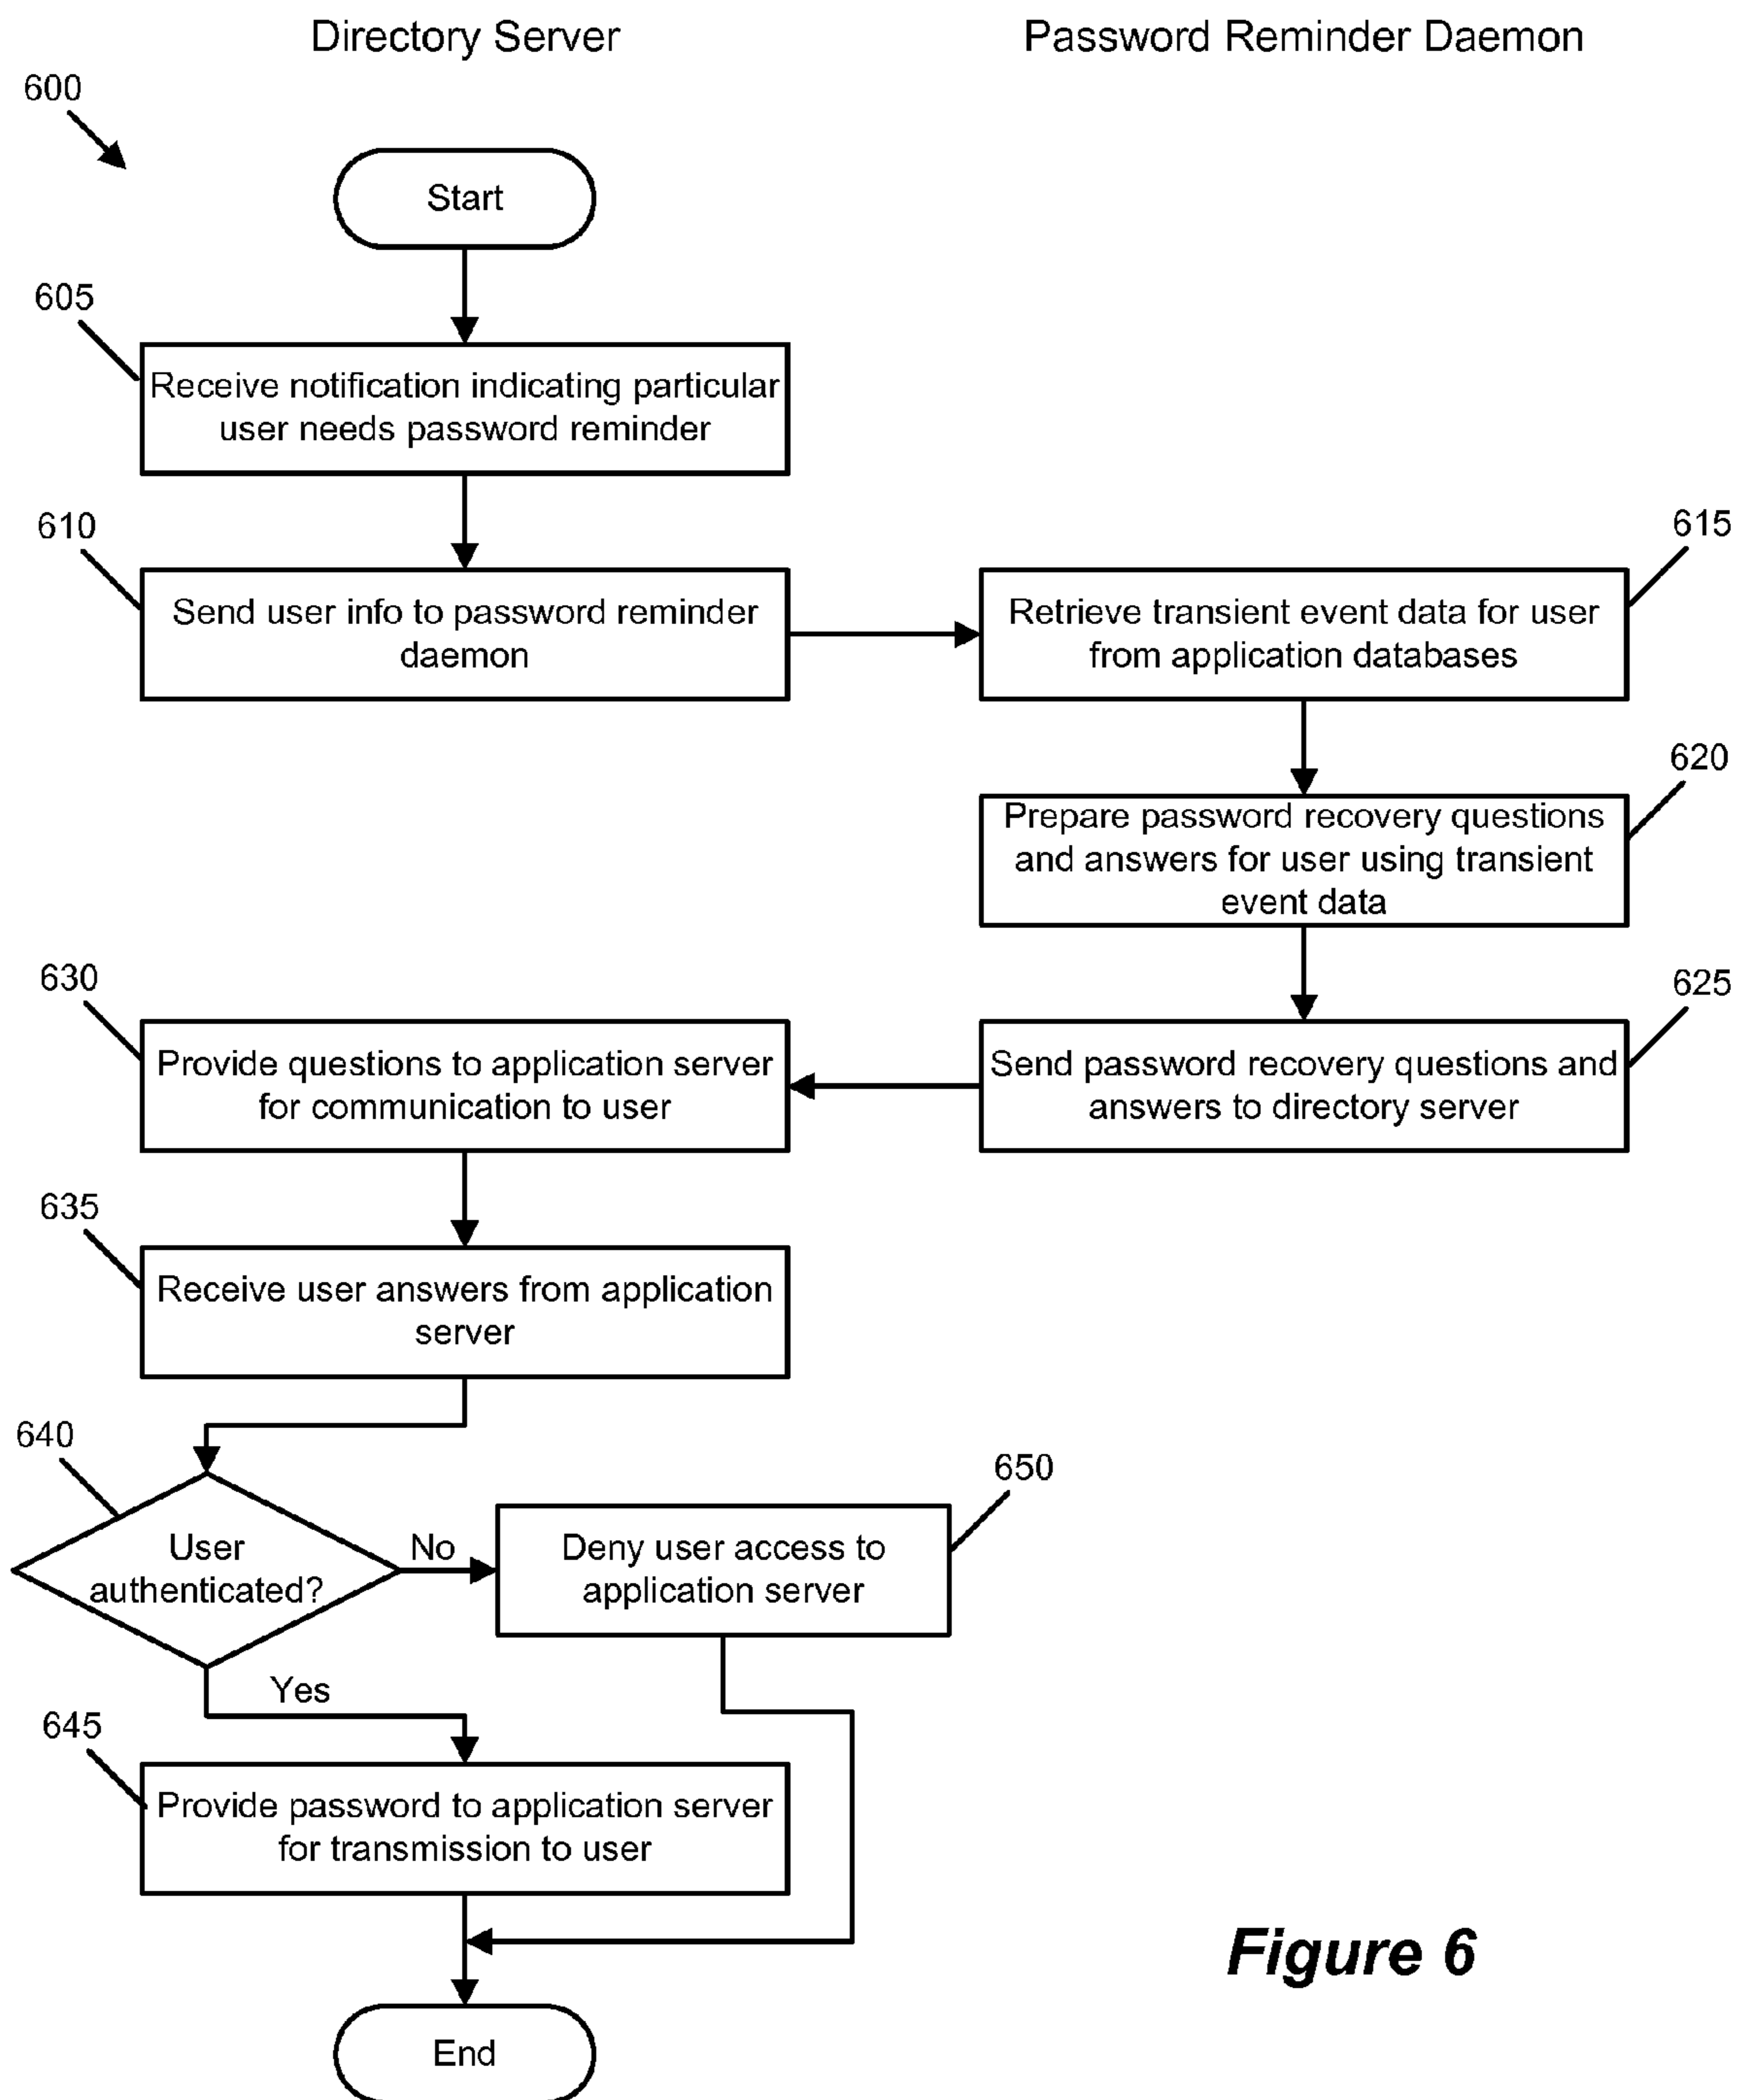 Directory Server
Password Reminder Daemon
600
Start
605
Receive notification indicating particular
user needs password reminder
610
Send user info to password reminder
daemon
615
Retrieve transient event data for user
from application databases
620
Prepare password recovery questions
and answers for user using transient
event data
625
Send password recovery questions and
answers to directory server
630
Provide questions to application server
for communication to user
635
Receive user answers from application
server
640
User
authenticated?
No
650
Deny user access to
application server
Yes
645
Provide password to application server
for transmission to user
End
Figure 6